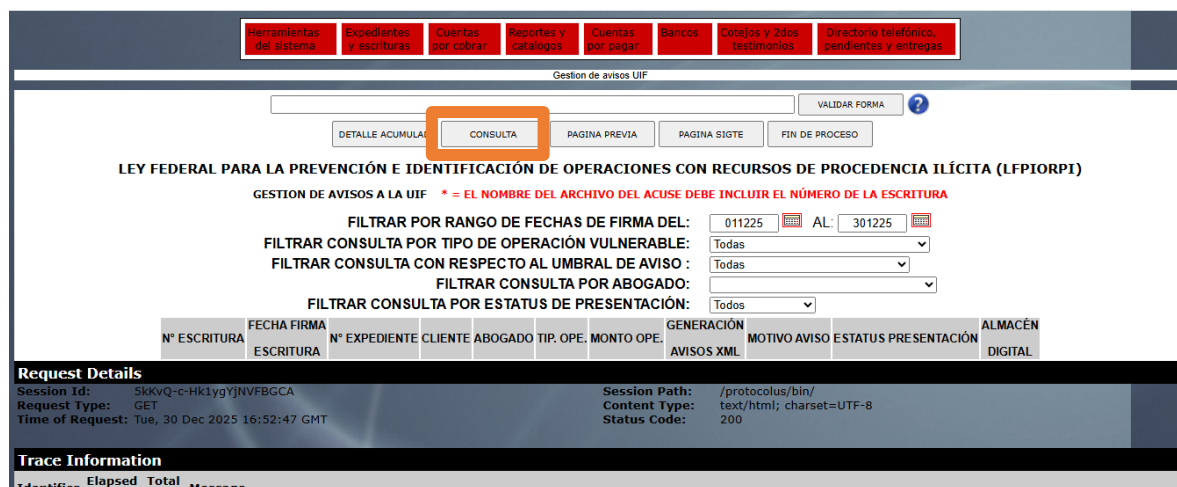 Herramientas del sistema
Expedientes y escrituras
Cuentas por cobrar
Reportes y catalogos
Cuentas por pagar
Bancos
Cotejos y 2dos testimonios
Directorio telefónico, pendientes y entregas
Gestion de avisos UIF
VALIDAR FORMA ?
DETALLE ACUMULAD CONSULTA PAGINA PREVIA PAGINA SIGTE FIN DE PROCESO
LEY FEDERAL PARA LA PREVENCIÓN E IDENTIFICACIÓN DE OPERACIONES CON RECURSOS DE PROCEDENCIA ILÍCITA (LFPIORPI)
GESTION DE AVISOS A LA UIF * = EL NOMBRE DEL ARCHIVO DEL ACUSE DEBE INCLUIR EL NÚMERO DE LA ESCRITURA
FILTRAR POR RANGO DE FECHAS DE FIRMA DEL: 011225 AL: 301225
FILTRAR CONSULTA POR TIPO DE OPERACIÓN VULNERABLE: Todas
FILTRAR CONSULTA CON RESPECTO AL UMBRAL DE AVISO : Todas
FILTRAR CONSULTA POR ABOGADO:
FILTRAR CONSULTA POR ESTATUS DE PRESENTACIÓN: Todos
N° ESCRITURA FECHA FIRMA ESCRITURA N° EXPEDIENTE CLIENTE ABOGADO TIP. OPE. MONTO OPE. GENERACIÓN AVISOS XML MOTIVO AVISO ESTATUS PRESENTACIÓN ALMACÉN DIGITAL
Request Details
Session Id: 5kKvQ-c-Hk1ygYjNVFBGCA Session Path: /protocolus/bin/
Request Type: GET Content Type: text/html; charset=UTF-8
Time of Request: Tue, 30 Dec 2025 16:52:47 GMT Status Code: 200
Trace Information
Elapsed Total